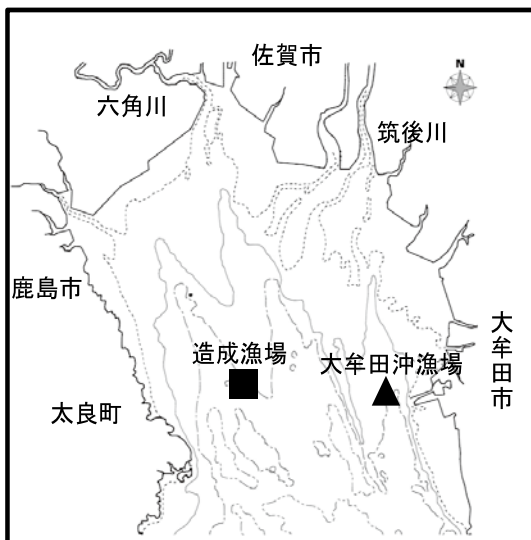 佐賀市
N
六角川
筑後川
鹿島市
造成漁場
大牟田沖漁場
大牟田市
太良町